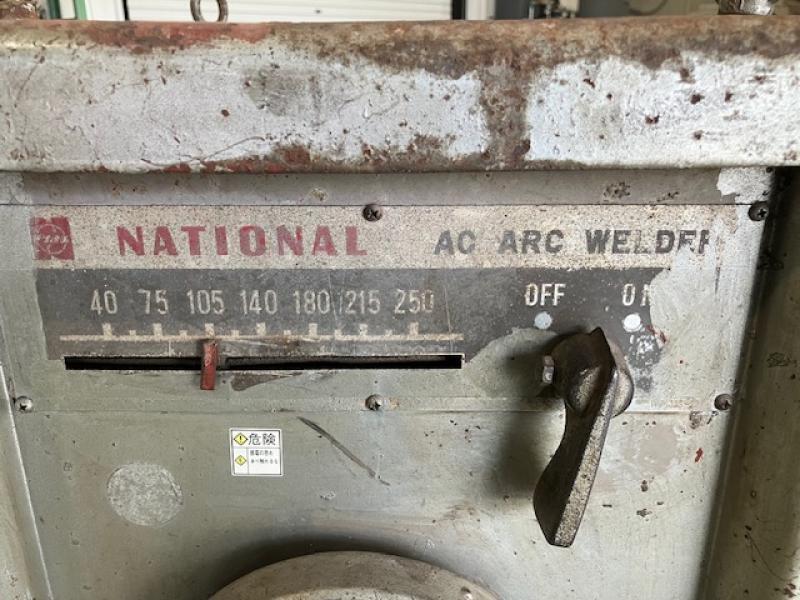 NATIONAL AC ARC WELDER
40 75 105 140 180 215 250 OFF ON
危険